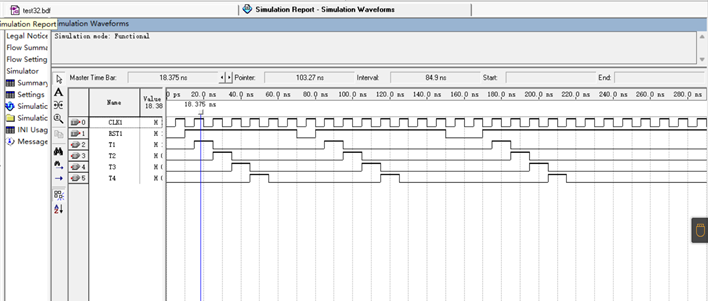 test32.bdf
Simulation Report - Simulation Waveforms
imulation Report
imulation Waveforms
Legal Notice
Flow Summa
Flow Setting
Simulator
Summary
Settings
Simulatio
Simulatio
INI Usag
Message
Simulation mode: Functional
Master Time Bar: 18.375 ns Pointer: 103.27 ns Interval: 84.9 ns Start: End:
Name
Value
18.38
0 ps 20.0 ns 40.0 ns 60.0 ns 80.0 ns 100.0 ns 120.0 ns 140.0 ns 160.0 ns 180.0 ns 200.0 ns 220.0 ns 240.0 ns 260.0 ns 280.0 ns
18.375 ns
0 CLK1
1 RST1
2 T1
3 T2
4 T3
5 T4